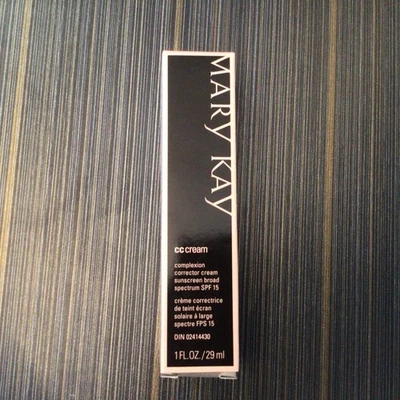 MARY KAY
cc cream
complexion
corrector cream
sunscreen broad
spectrum SPF 15
crème correctrice
de teint écran
solaire à large
spectre FPS 15
DIN 02414430
1 FL.OZ./29 ml